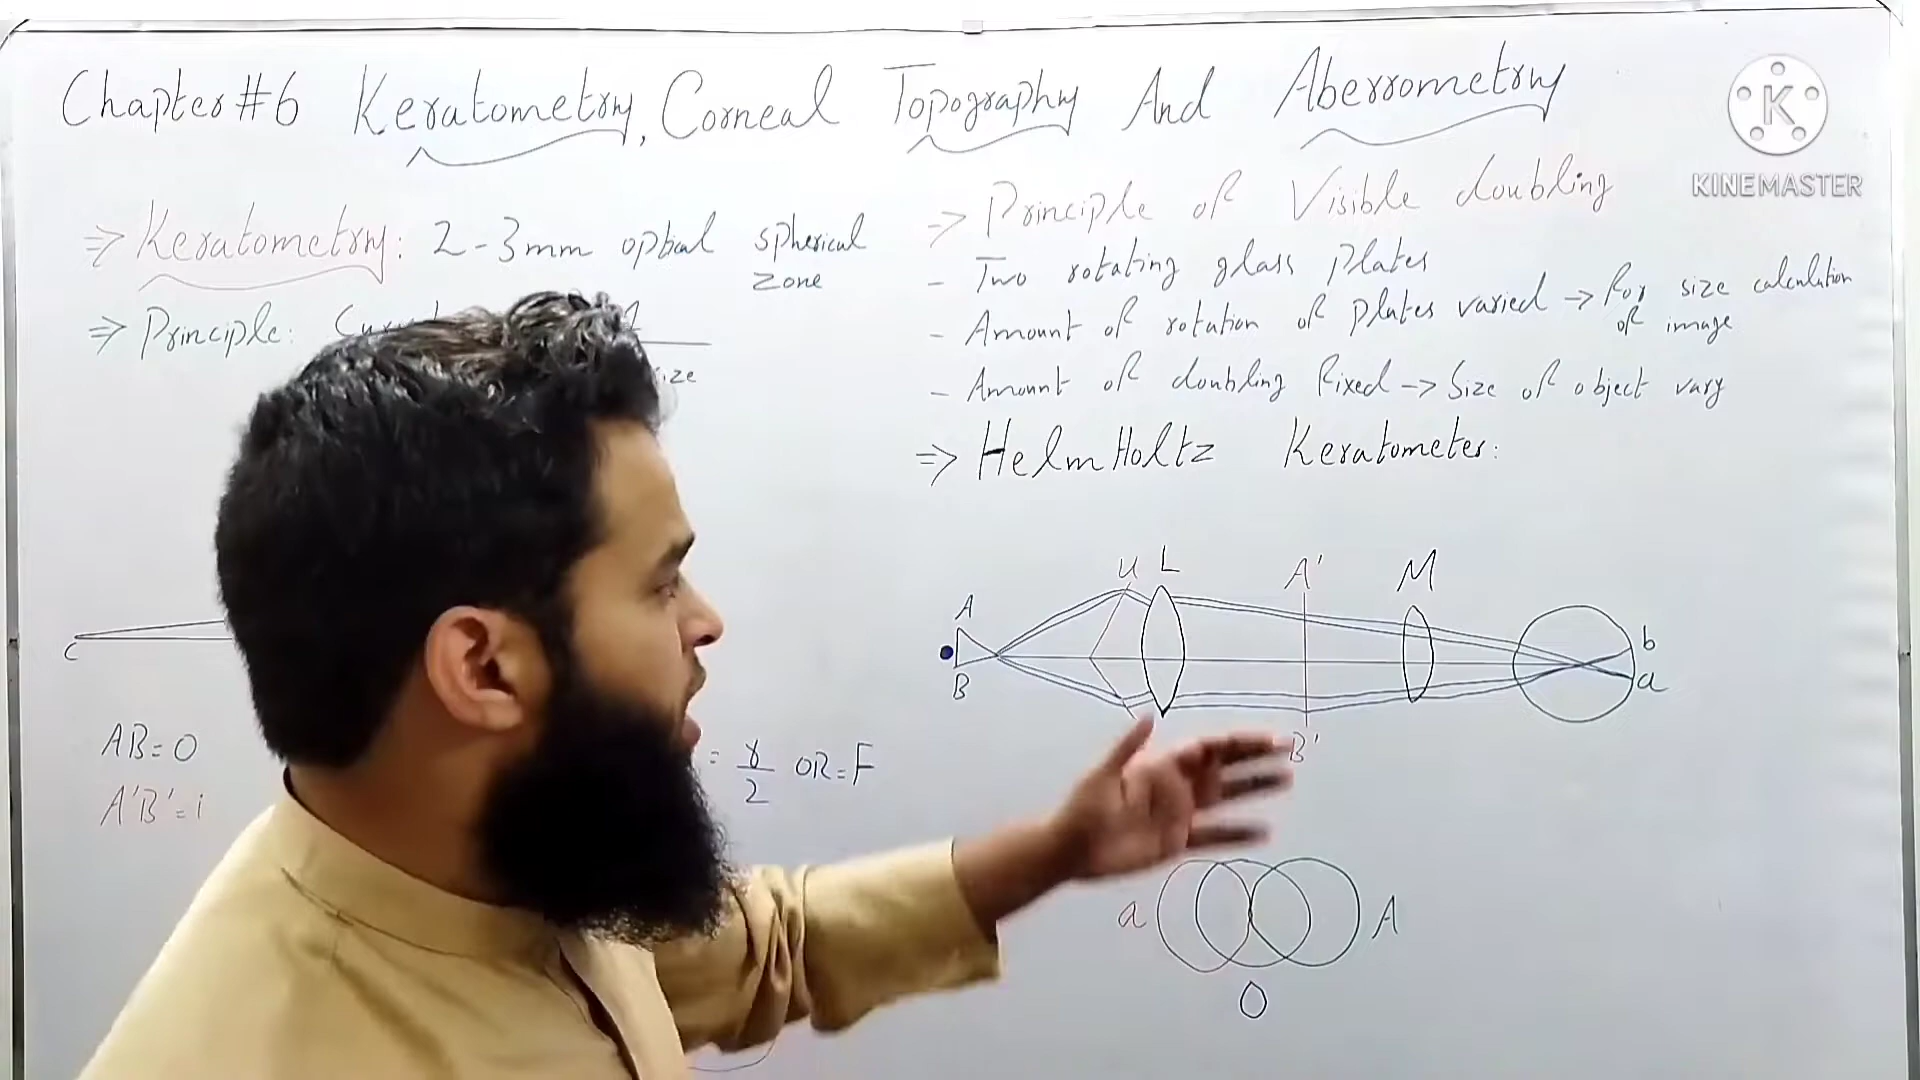 Chapter #6 Keratometry, Corneal Topography And Aberrometry
K
KINEMASTER
⇒ Keratometry: 2-3mm optical spherical
zone
⇒ Principle:
ize
C
AB = O
A'B' = i
= r/2 OR = F
⇒ Principle of Visible doubling
- Two rotating glass plates
- Amount of rotation of plates varied → For size calculation
of image
- Amount of doubling fixed → Size of object vary
⇒ HelmHoltz Keratometer:
L A' M
A
B
b
a
B'
a A
O